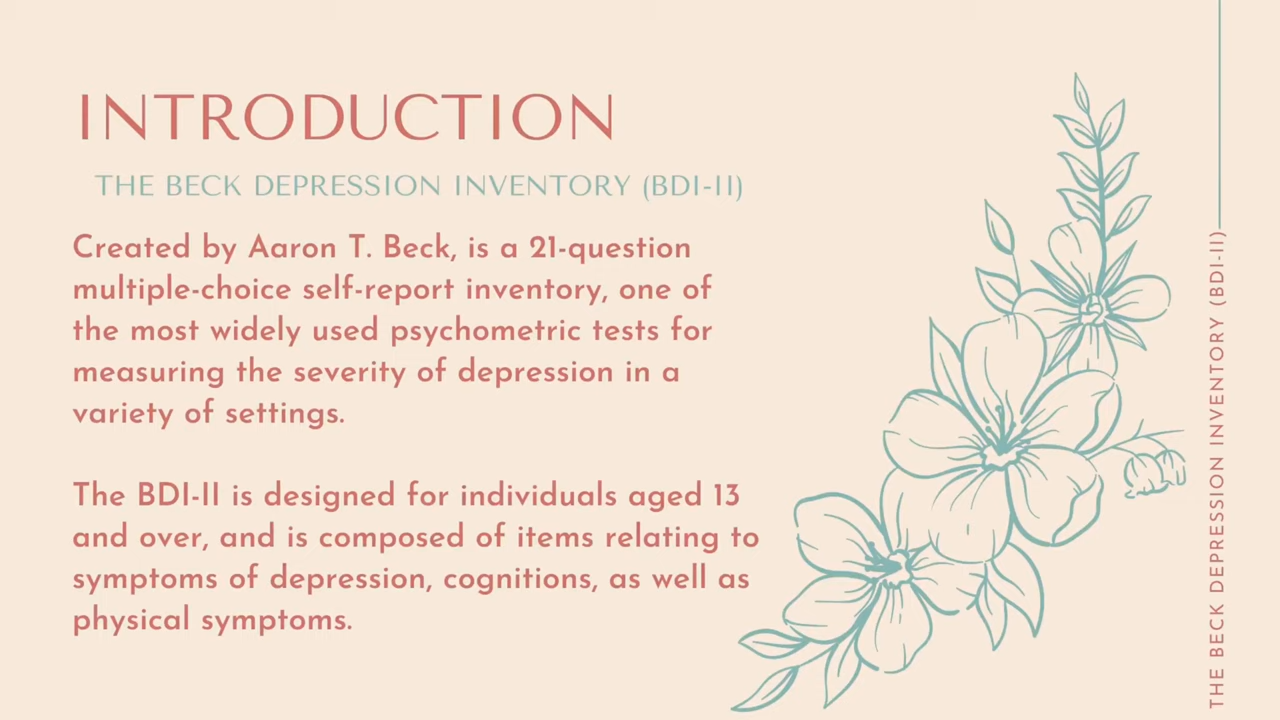 INTRODUCTION
THE BECK DEPRESSION INVENTORY (BDI-II)
Created by Aaron T. Beck, is a 21-question
multiple-choice self-report inventory, one of
the most widely used psychometric tests for
measuring the severity of depression in a
variety of settings.
The BDI-II is designed for individuals aged 13
and over, and is composed of items relating to
symptoms of depression, cognitions, as well as
physical symptoms.
THE BECK DEPRESSION INVENTORY (BDI-II)